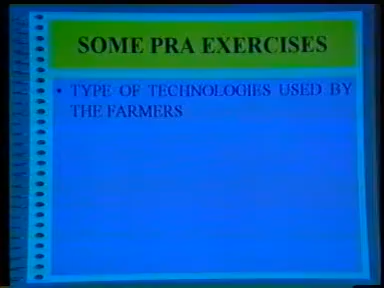 SOME PRA EXERCISES
• TYPE OF TECHNOLOGIES USED BY
THE FARMERS